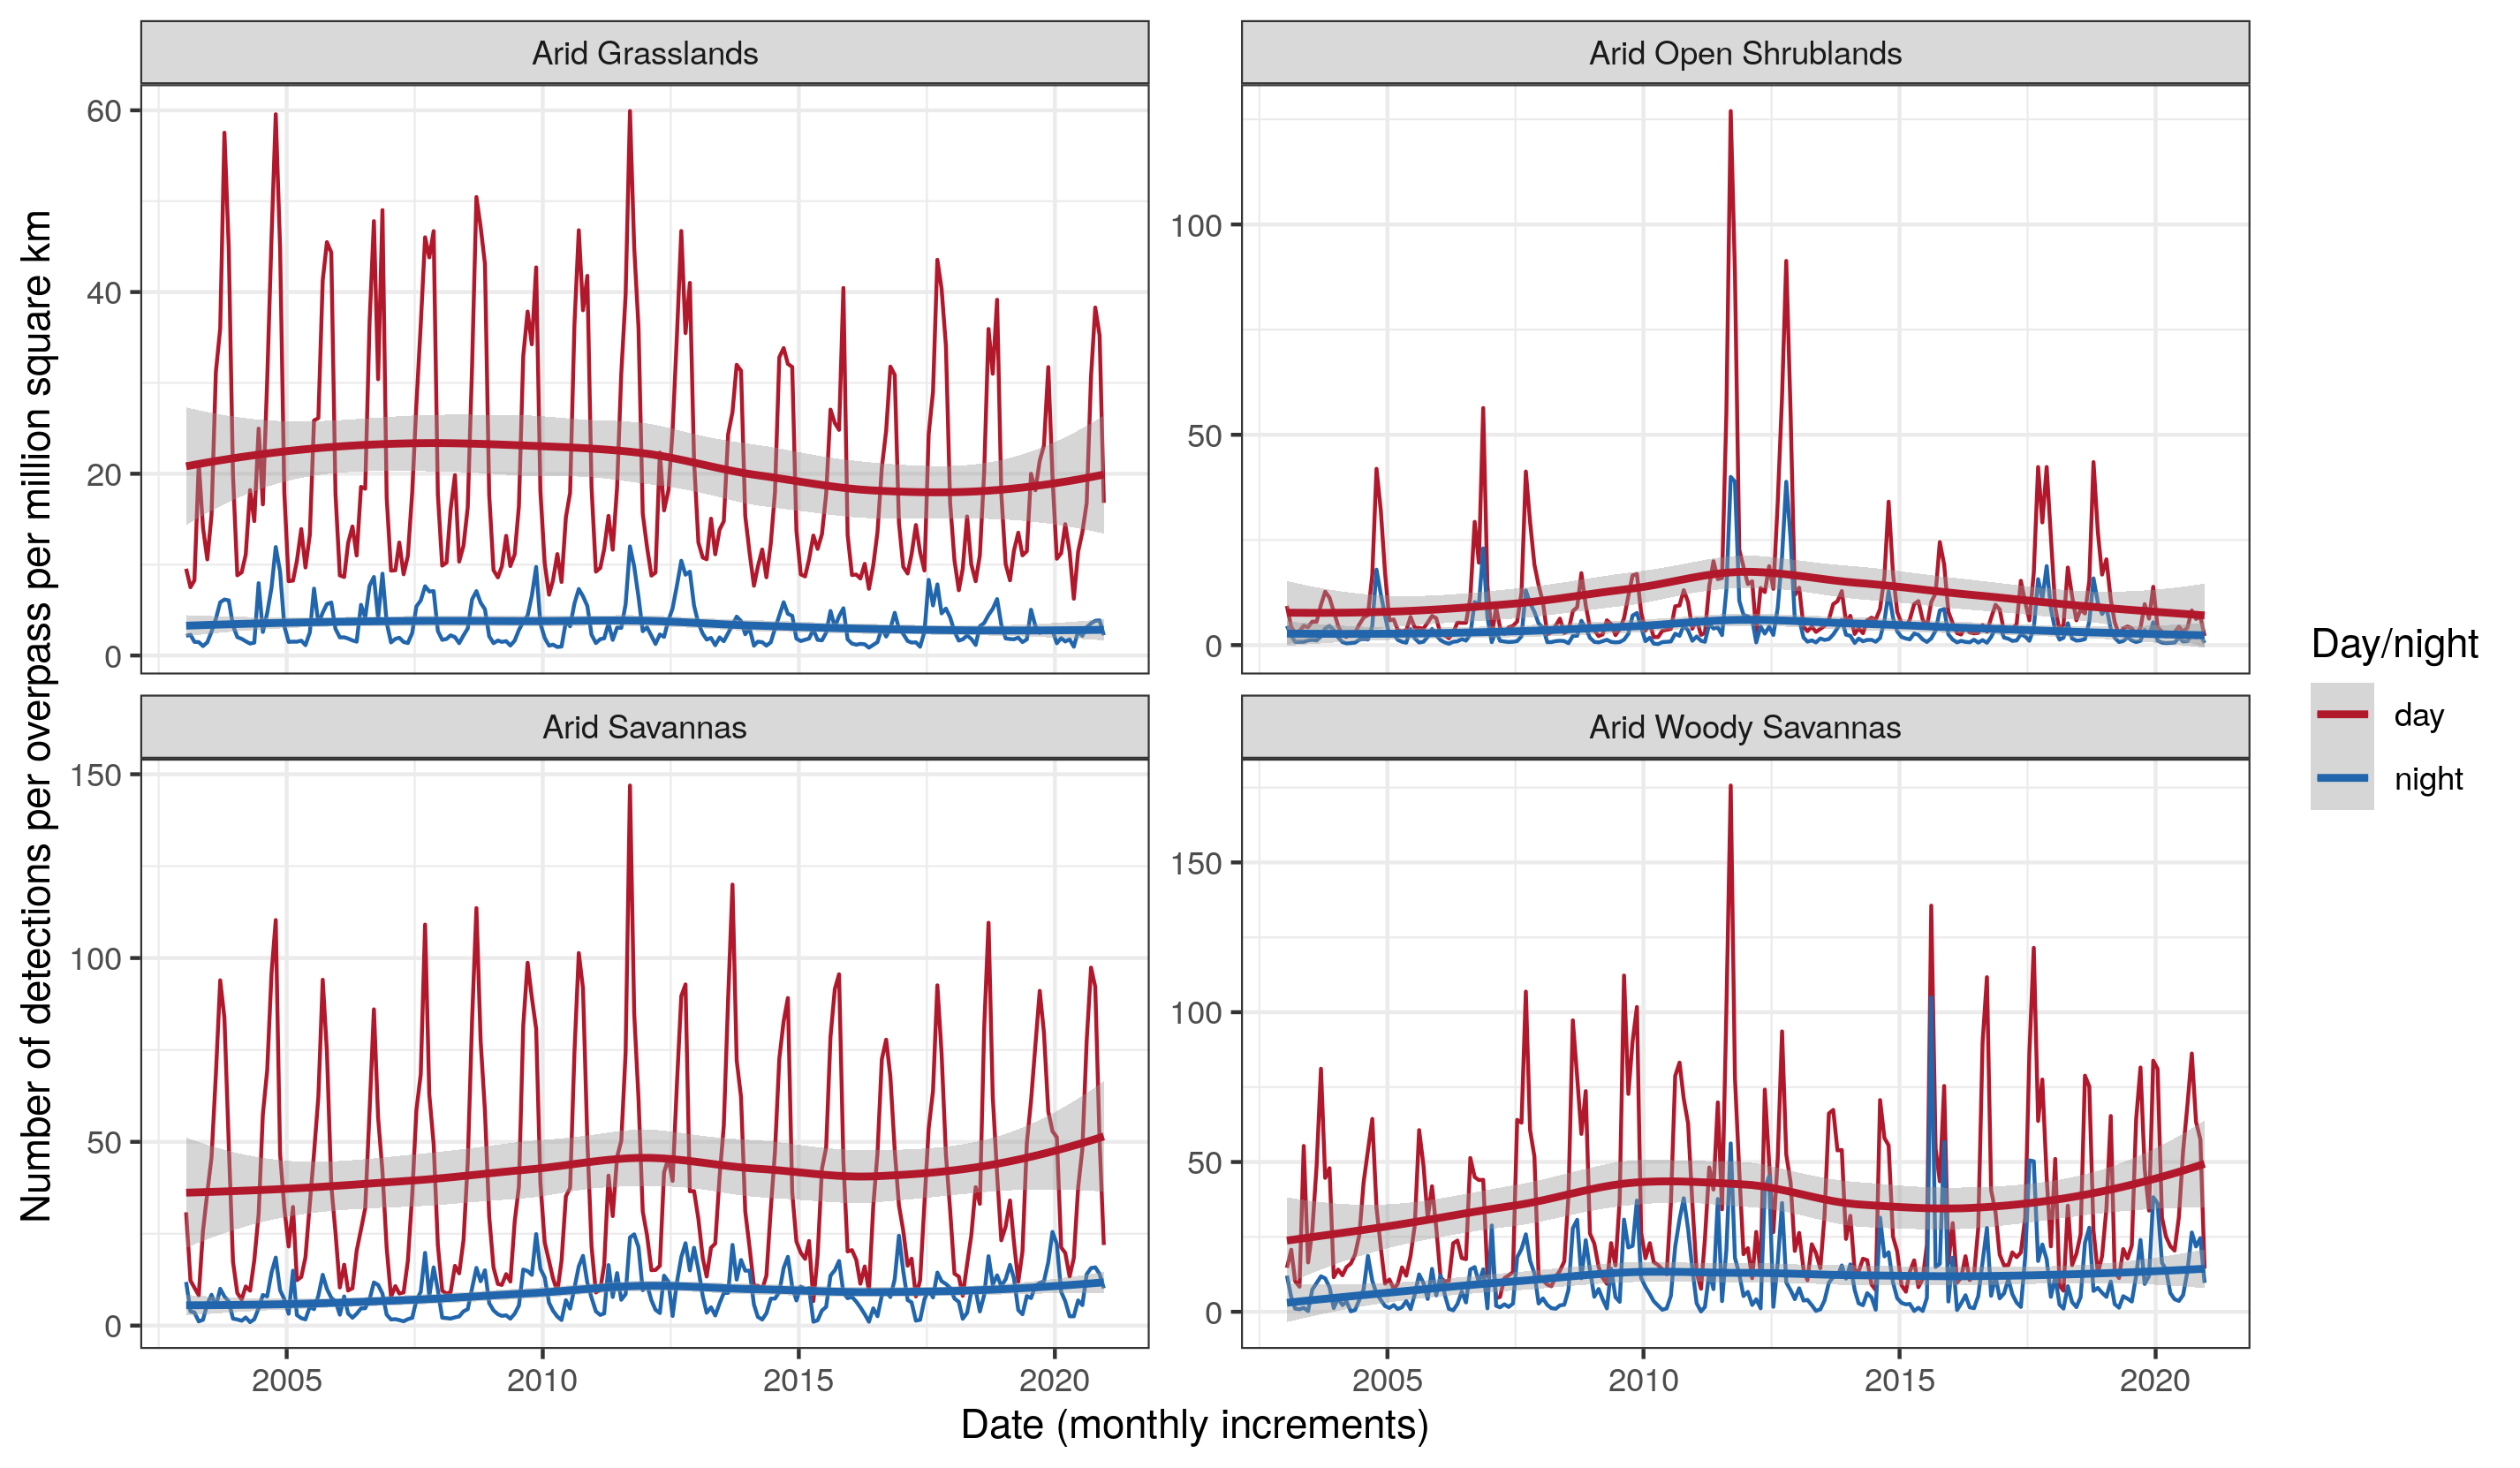 Arid Grasslands
Arid Open Shrublands
60
40
20
0
100
50
0
Number of detections per overpass per million square km
Arid Savannas
Arid Woody Savannas
150
100
50
0
150
100
50
0
2005
2010
2015
2020
2005
2010
2015
2020
Date (monthly increments)
Day/night
day
night